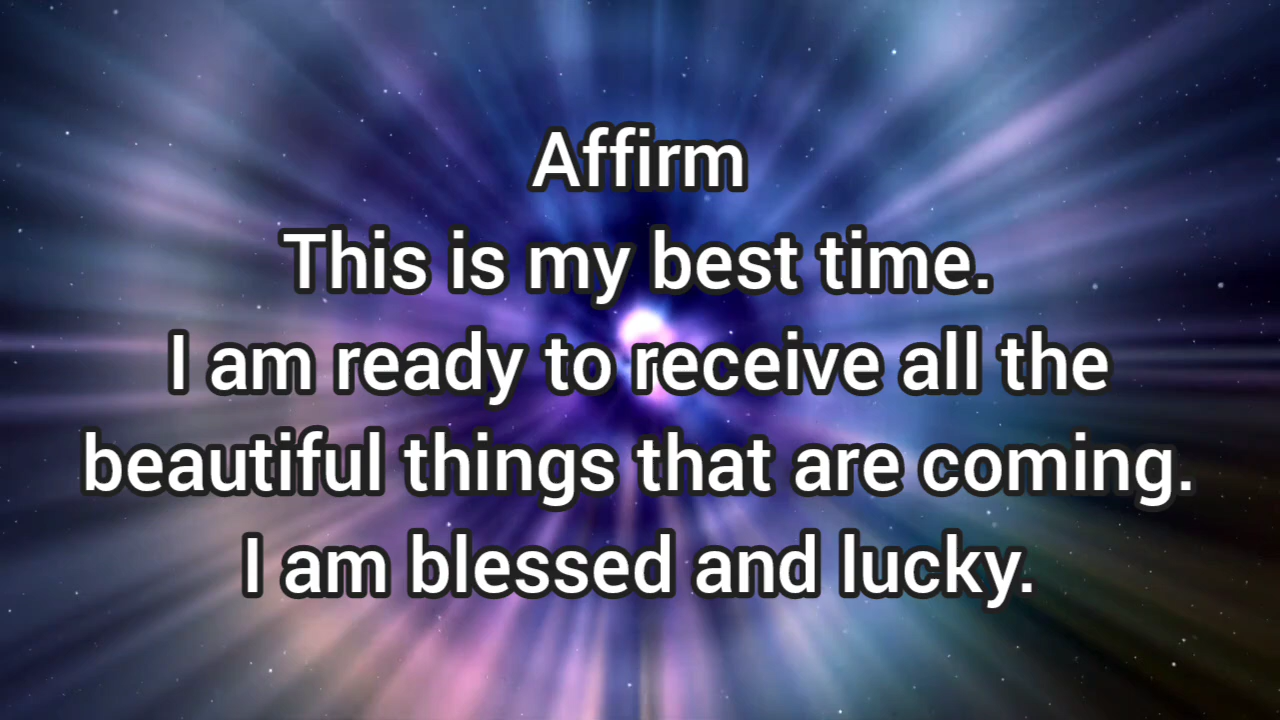 Affirm
This is my best time.
I am ready to receive all the
beautiful things that are coming.
I am blessed and lucky.